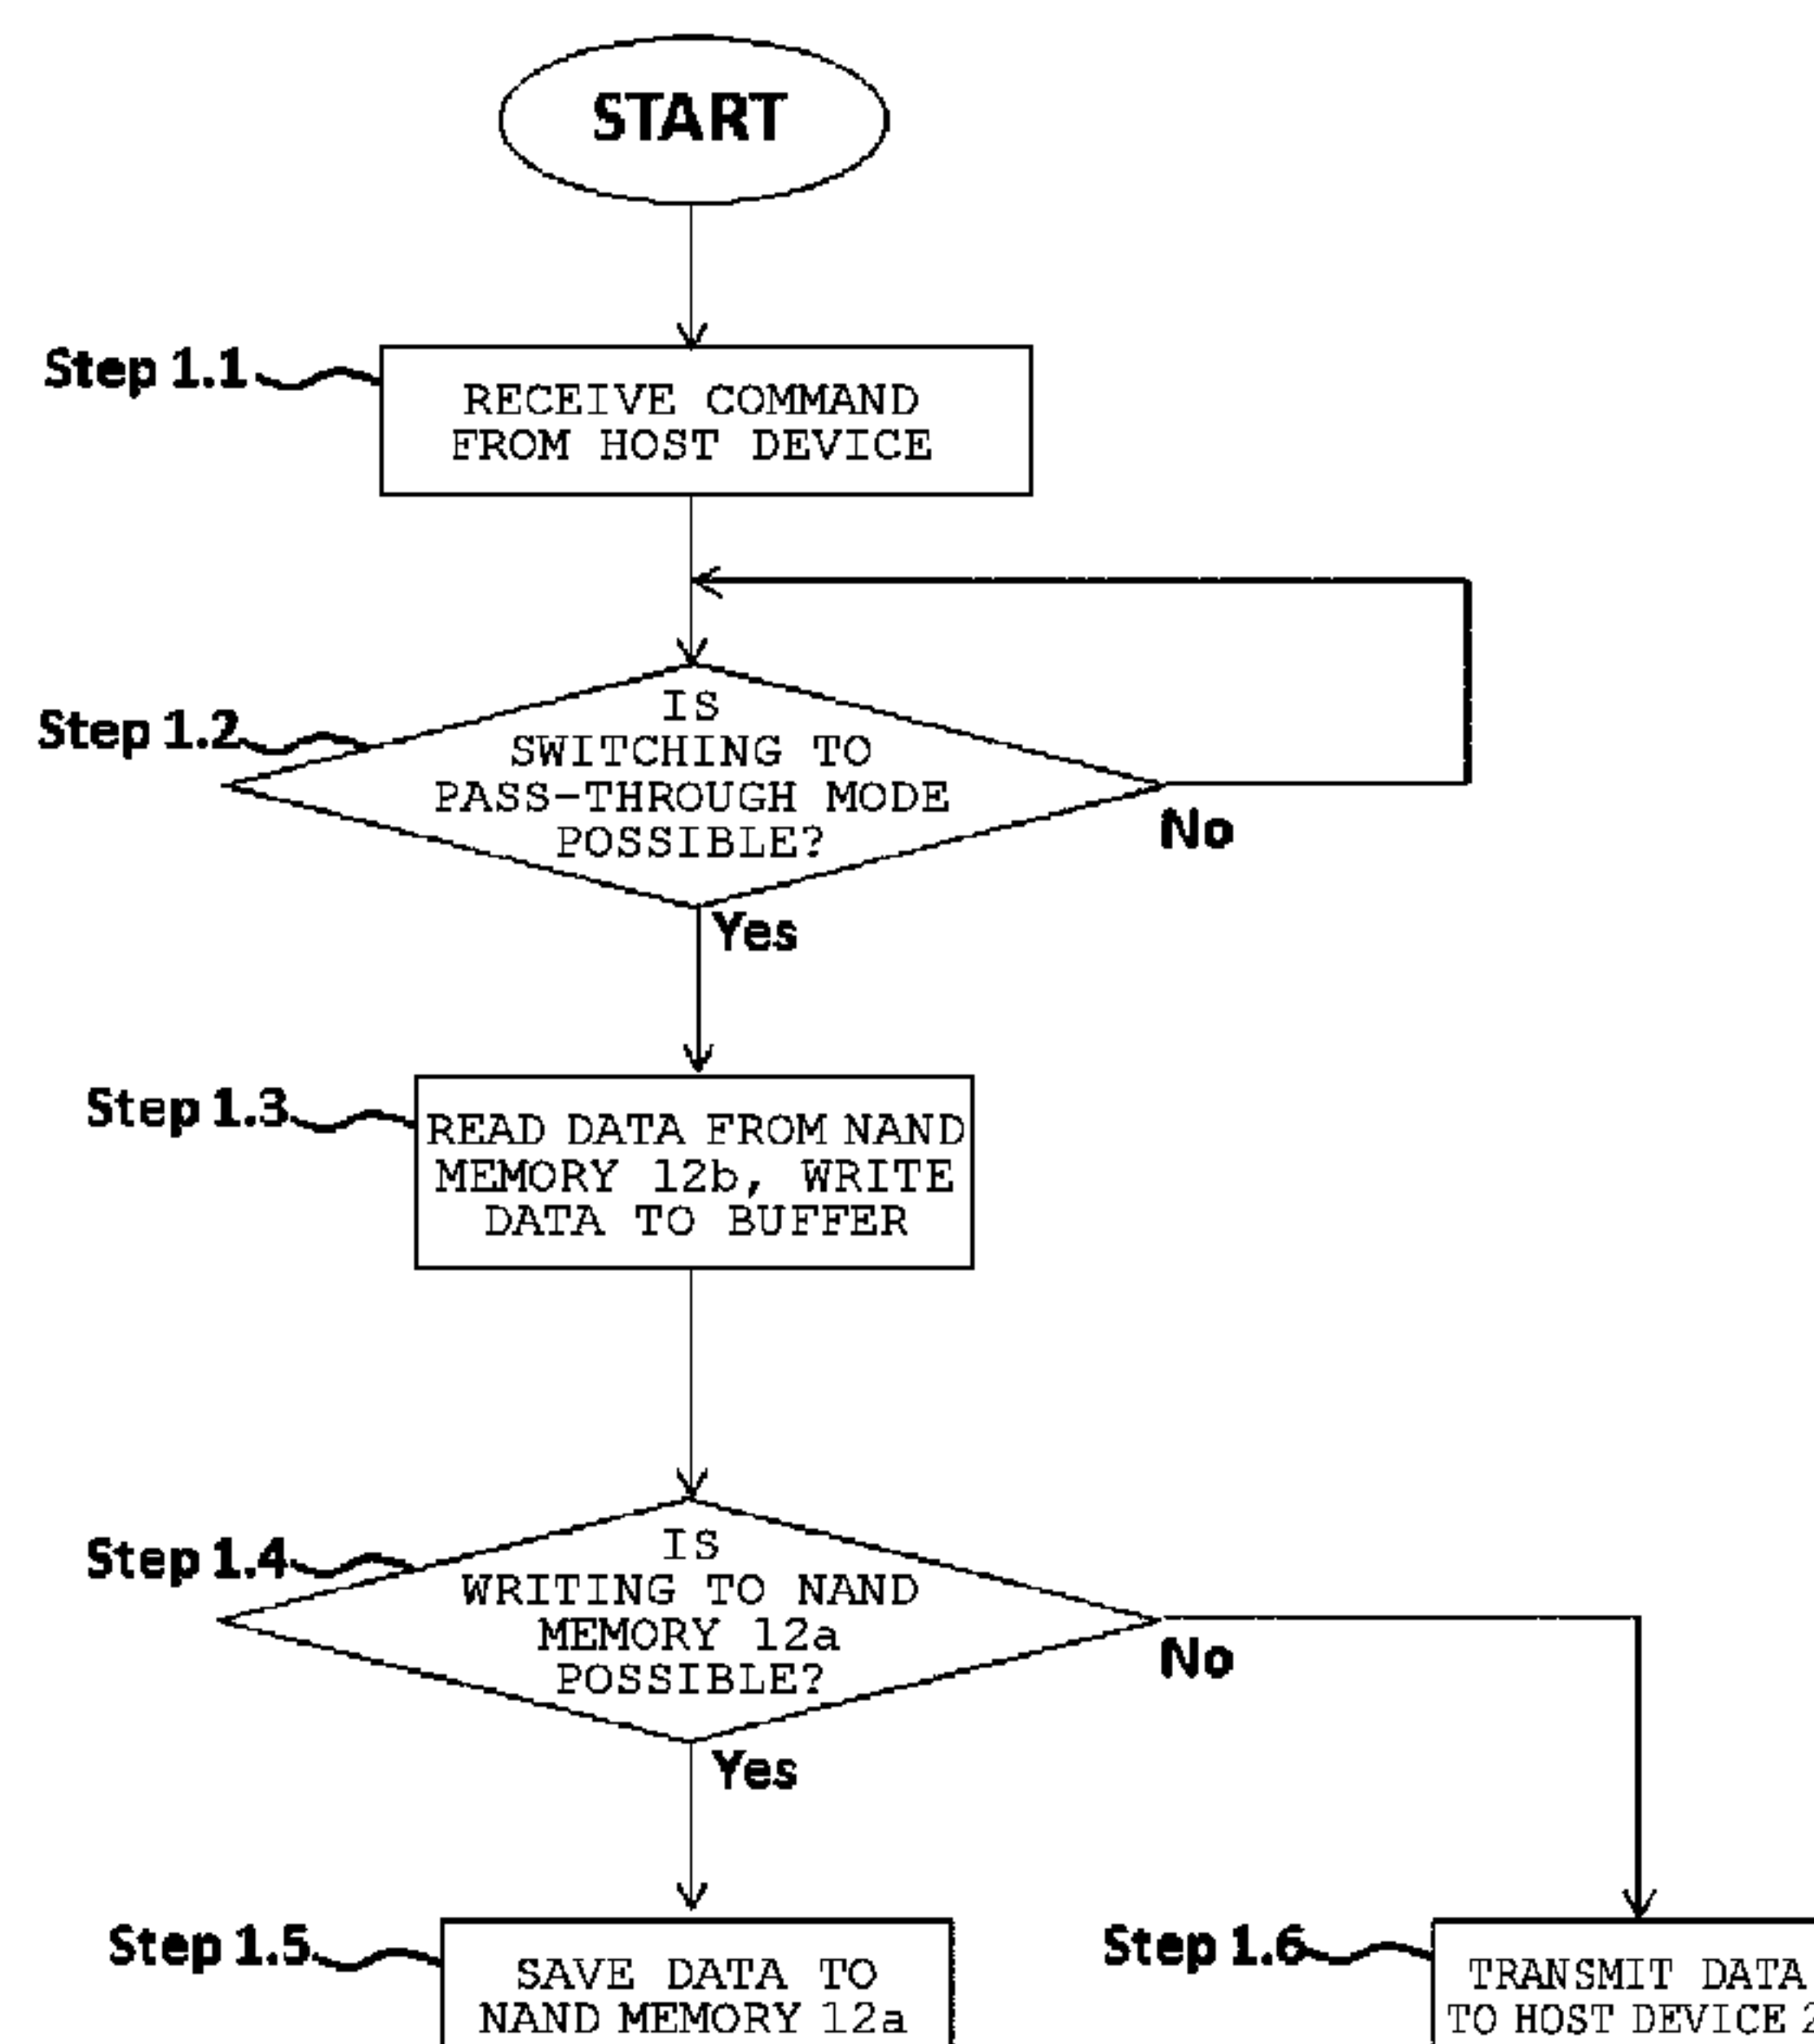 START
Step 1.1
RECEIVE COMMAND
FROM HOST DEVICE
Step 1.2
IS
SWITCHING TO
PASS-THROUGH MODE
POSSIBLE?
No
Yes
Step 1.3
READ DATA FROM NAND
MEMORY 12b, WRITE
DATA TO BUFFER
Step 1.4
IS
WRITING TO NAND
MEMORY 12a
POSSIBLE?
No
Yes
Step 1.5
SAVE DATA TO
NAND MEMORY 12a
Step 1.6
TRANSMIT DATA
TO HOST DEVICE